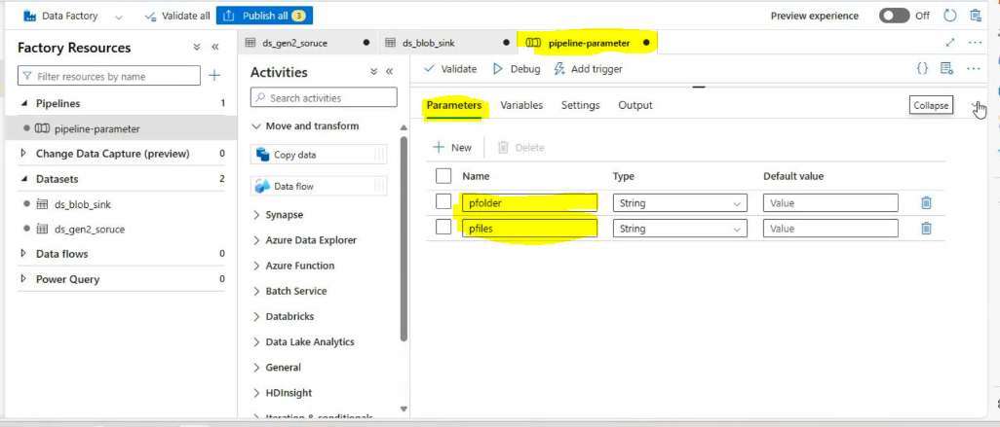 Data Factory
Validate all
Publish all 3
Preview experience
Off
Factory Resources
Filter resources by name
Pipelines 1
pipeline-parameter
Change Data Capture (preview) 0
Datasets 2
ds_blob_sink
ds_gen2_soruce
Data flows 0
Power Query 0
ds_gen2_soruce
ds_blob_sink
pipeline-parameter
Activities
Search activities
Move and transform
Copy data
Data flow
Synapse
Azure Data Explorer
Azure Function
Batch Service
Databricks
Data Lake Analytics
General
HDInsight
Iteration & conditionals
Validate
Debug
Add trigger
Parameters
Variables
Settings
Output
Collapse
New
Delete
Name Type Default value
pfolder String Value
pfiles String Value